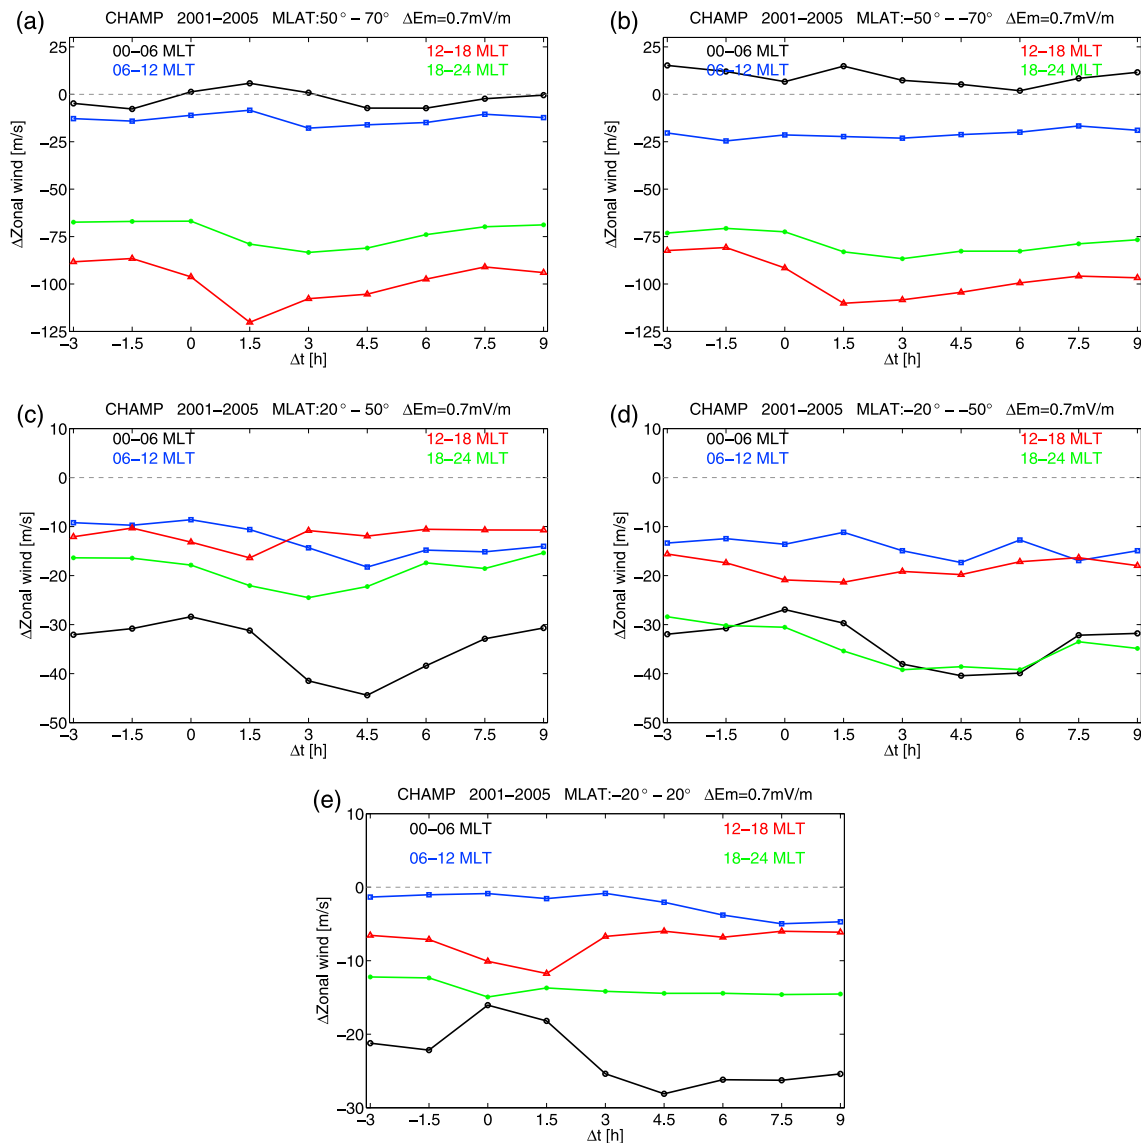 (a) CHAMP 2001–2005 MLAT:50° – 70° ΔEm=0.7mV/m
00–06 MLT 12–18 MLT
06–12 MLT 18–24 MLT
25
0
−25
−50
−75
−100
−125
ΔZonal wind [m/s]
−3 −1.5 0 1.5 3 4.5 6 7.5 9
Δt [h]
(b) CHAMP 2001–2005 MLAT:−50° – −70° ΔEm=0.7mV/m
00–06 MLT 12–18 MLT
06–12 MLT 18–24 MLT
25
0
−25
−50
−75
−100
−125
ΔZonal wind [m/s]
−3 −1.5 0 1.5 3 4.5 6 7.5 9
Δt [h]
(c) CHAMP 2001–2005 MLAT:20° – 50° ΔEm=0.7mV/m
00–06 MLT 12–18 MLT
06–12 MLT 18–24 MLT
10
0
−10
−20
−30
−40
−50
ΔZonal wind [m/s]
−3 −1.5 0 1.5 3 4.5 6 7.5 9
Δt [h]
(d) CHAMP 2001–2005 MLAT:−20° – −50° ΔEm=0.7mV/m
00–06 MLT 12–18 MLT
06–12 MLT 18–24 MLT
10
0
−10
−20
−30
−40
−50
ΔZonal wind [m/s]
−3 −1.5 0 1.5 3 4.5 6 7.5 9
Δt [h]
(e) CHAMP 2001–2005 MLAT:−20° – 20° ΔEm=0.7mV/m
00–06 MLT 12–18 MLT
06–12 MLT 18–24 MLT
10
0
−10
−20
−30
ΔZonal wind [m/s]
−3 −1.5 0 1.5 3 4.5 6 7.5 9
Δt [h]